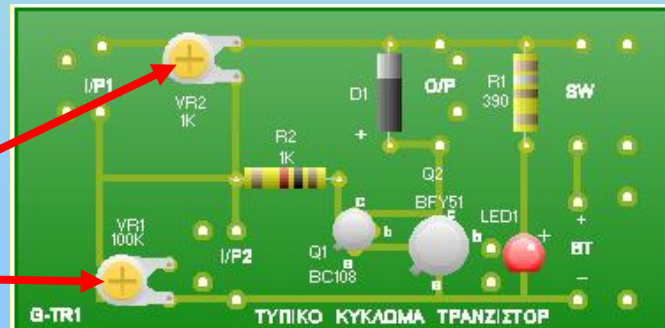 I/P1
VR2
1K
D1
+
O/P
R1
390
SW
R2
1K
Q2
BFY51
c
c
b
b
e
e
Q1
BC108
LED1
+
+
BT
−
VR1
100K
I/P2
G-TR1
ΤΥΠΙΚΟ ΚΥΚΛΩΜΑ ΤΡΑΝΖΙΣΤΟΡ